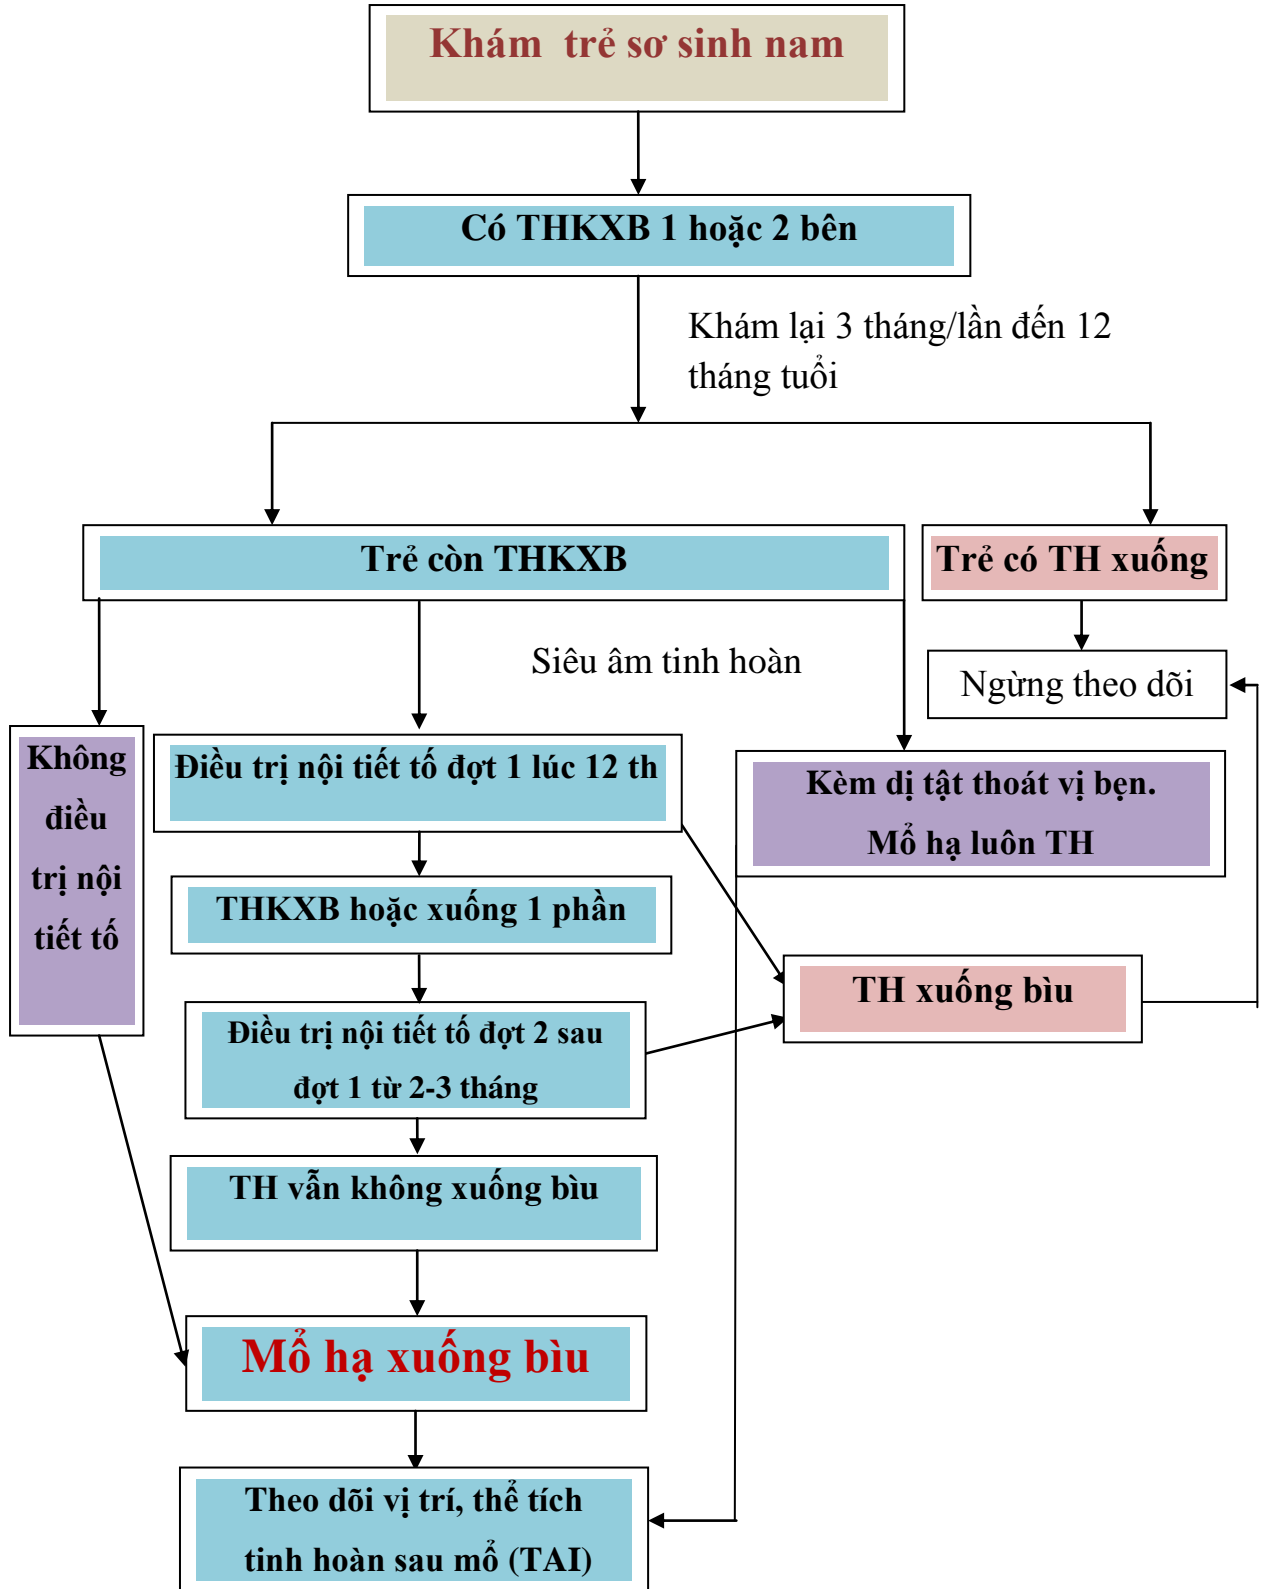 Khám trẻ sơ sinh nam
Có THKXB 1 hoặc 2 bên
Khám lại 3 tháng/lần đến 12
tháng tuổi
Trẻ còn THKXB
Trẻ có TH xuống
Siêu âm tinh hoàn
Ngừng theo dõi
Không
điều
trị nội
tiết tố
Điều trị nội tiết tố đợt 1 lúc 12 th
Kèm dị tật thoát vị bẹn.
Mổ hạ luôn TH
THKXB hoặc xuống 1 phần
TH xuống bìu
Điều trị nội tiết tố đợt 2 sau
đợt 1 từ 2-3 tháng
TH vẫn không xuống bìu
Mổ hạ xuống bìu
Theo dõi vị trí, thể tích
tinh hoàn sau mổ (TAI)